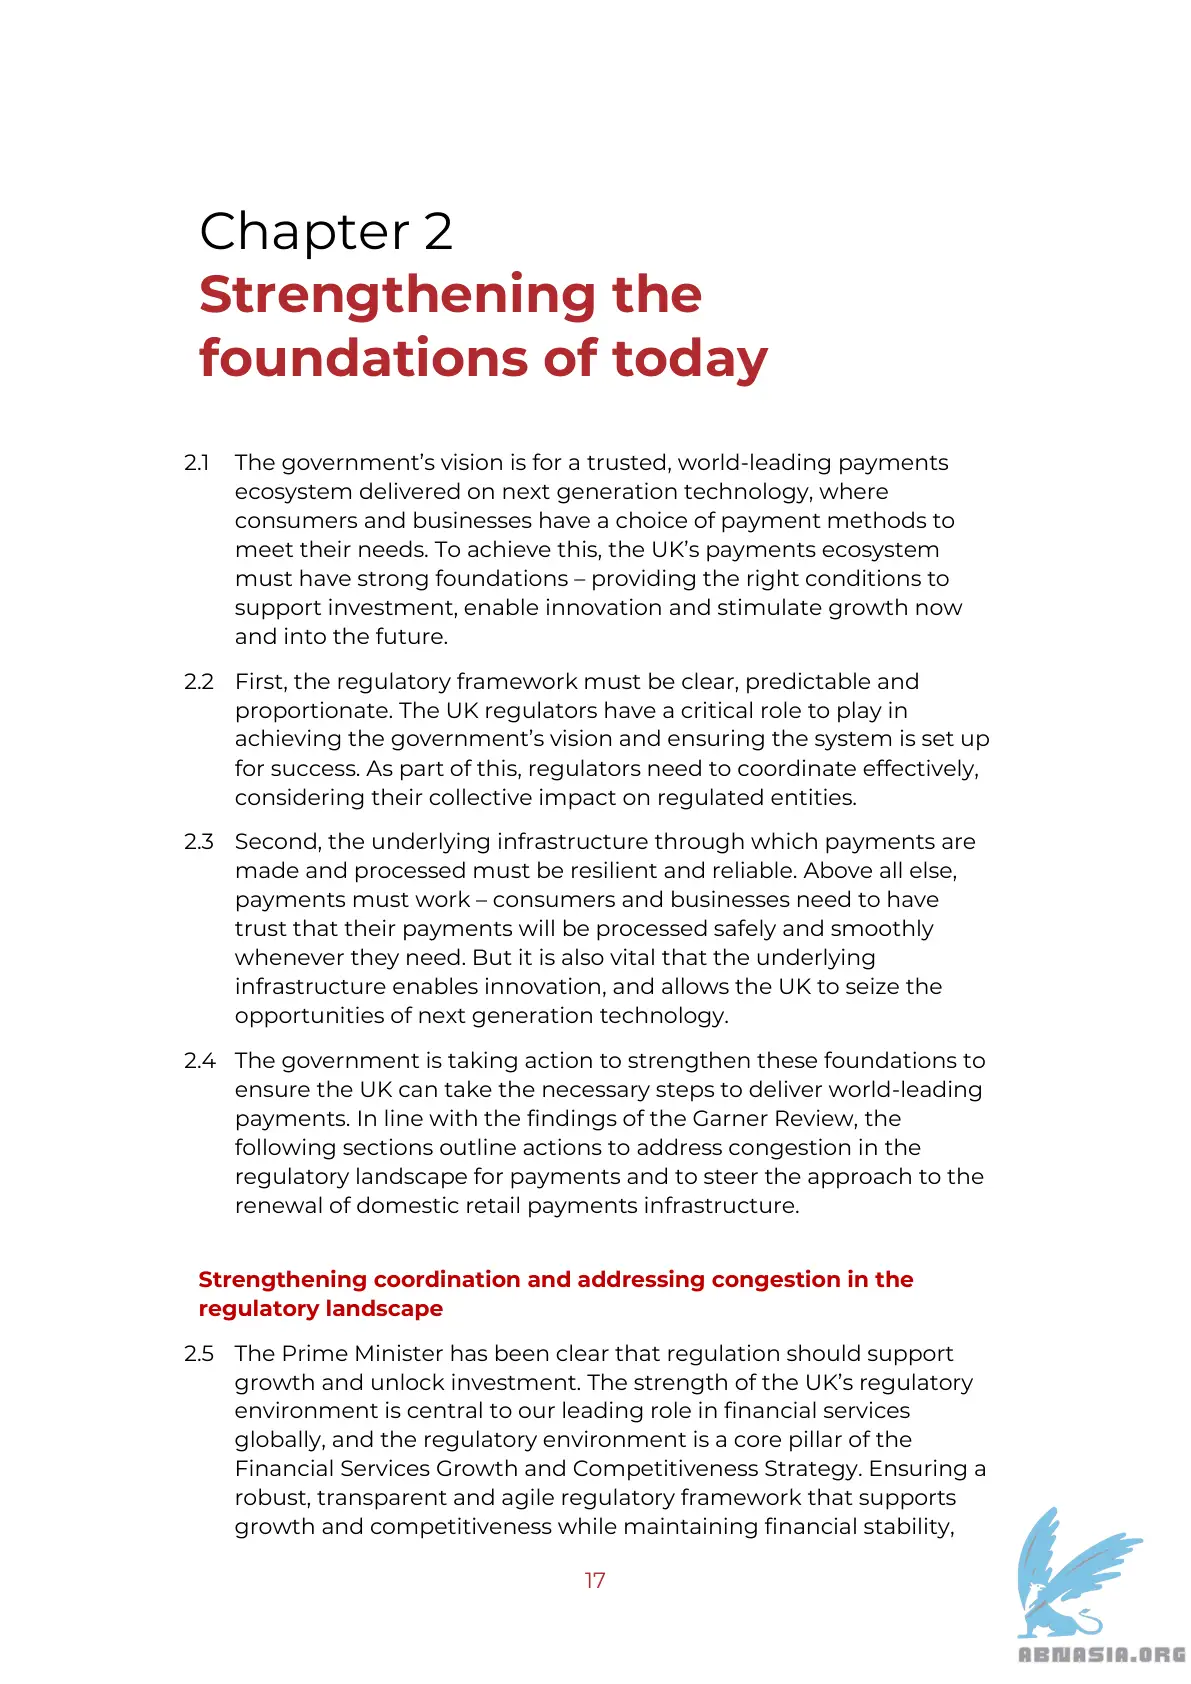 Chapter 2
Strengthening the
foundations of today
2.1 The government’s vision is for a trusted, world-leading payments
ecosystem delivered on next generation technology, where
consumers and businesses have a choice of payment methods to
meet their needs. To achieve this, the UK’s payments ecosystem
must have strong foundations – providing the right conditions to
support investment, enable innovation and stimulate growth now
and into the future.
2.2 First, the regulatory framework must be clear, predictable and
proportionate. The UK regulators have a critical role to play in
achieving the government’s vision and ensuring the system is set up
for success. As part of this, regulators need to coordinate effectively,
considering their collective impact on regulated entities.
2.3 Second, the underlying infrastructure through which payments are
made and processed must be resilient and reliable. Above all else,
payments must work – consumers and businesses need to have
trust that their payments will be processed safely and smoothly
whenever they need. But it is also vital that the underlying
infrastructure enables innovation, and allows the UK to seize the
opportunities of next generation technology.
2.4 The government is taking action to strengthen these foundations to
ensure the UK can take the necessary steps to deliver world-leading
payments. In line with the findings of the Garner Review, the
following sections outline actions to address congestion in the
regulatory landscape for payments and to steer the approach to the
renewal of domestic retail payments infrastructure.
Strengthening coordination and addressing congestion in the
regulatory landscape
2.5 The Prime Minister has been clear that regulation should support
growth and unlock investment. The strength of the UK’s regulatory
environment is central to our leading role in financial services
globally, and the regulatory environment is a core pillar of the
Financial Services Growth and Competitiveness Strategy. Ensuring a
robust, transparent and agile regulatory framework that supports
growth and competitiveness while maintaining financial stability,
17
ABNASIA.ORG